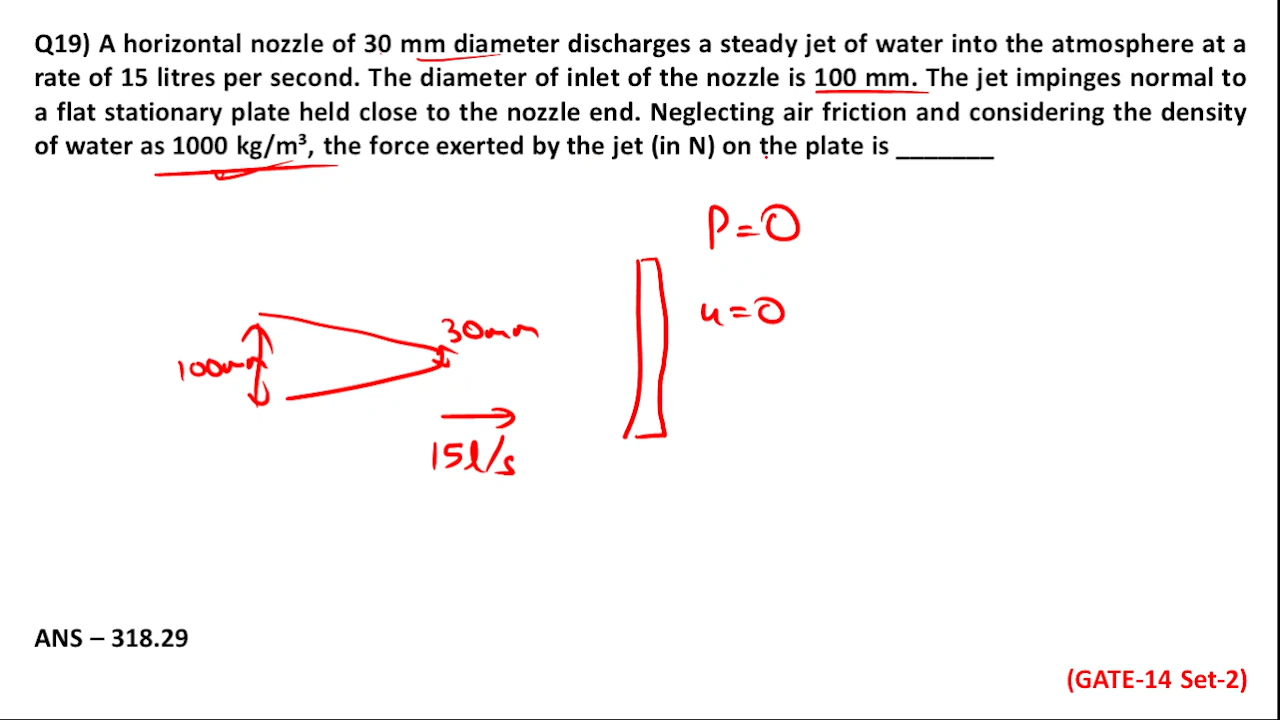 Q19) A horizontal nozzle of 30 mm diameter discharges a steady jet of water into the atmosphere at a
rate of 15 litres per second. The diameter of inlet of the nozzle is 100 mm. The jet impinges normal to
a flat stationary plate held close to the nozzle end. Neglecting air friction and considering the density
of water as 1000 kg/m³, the force exerted by the jet (in N) on the plate is _______
P=0
u=0
30mm
100mm
15l/s
ANS – 318.29
(GATE-14 Set-2)